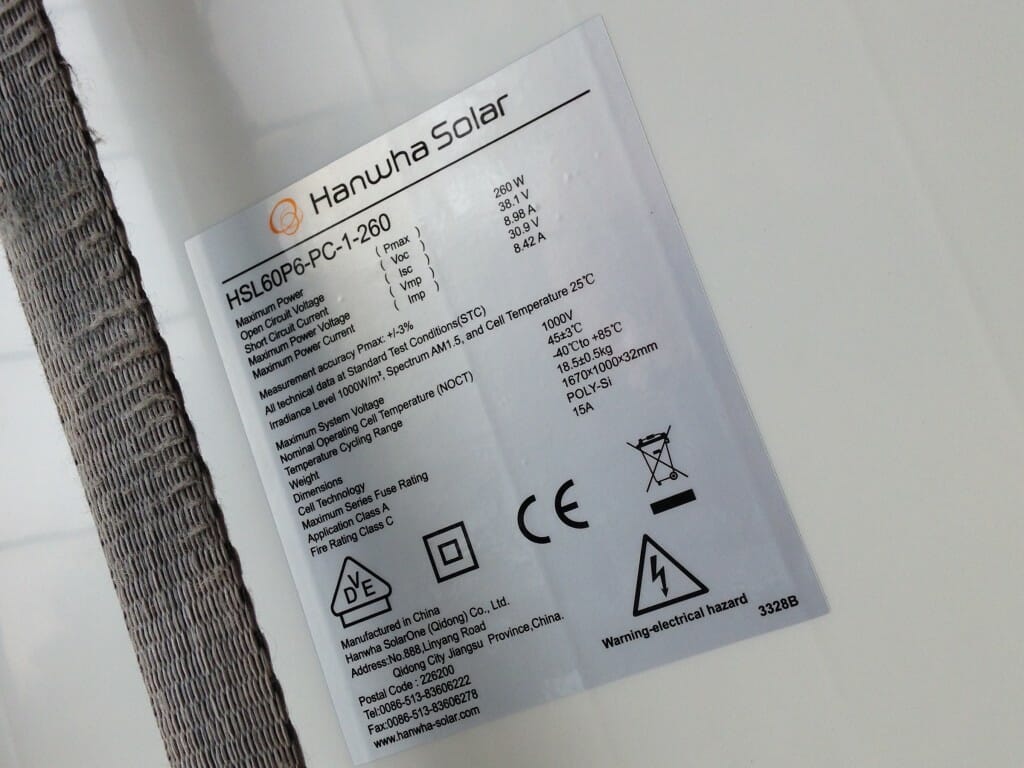 Hanwha Solar
HSL60P6-PC-1-260
Maximum Power ( Pmax ) 260 W
Open Circuit Voltage ( Voc ) 38.1 V
Short Circuit Current ( Isc ) 8.98 A
Maximum Power Voltage ( Vmp ) 30.9 V
Maximum Power Current ( Imp ) 8.42 A
Measurement accuracy Pmax: +/-3%
All technical data at Standard Test Conditions(STC)
Irradiance Level 1000W/m², Spectrum AM1.5, and Cell Temperature 25℃
Maximum System Voltage 1000V
Nominal Operating Cell Temperature (NOCT) 45±3℃
Temperature Cycling Range -40℃to +85℃
Weight 18.5±0.5kg
Dimensions 1670×1000×32mm
Cell Technology POLY-Si
Maximum Series Fuse Rating 15A
Application Class A
Fire Rating Class C
DVE
CE
Manufactured in China
Hanwha SolarOne (Qidong) Co., Ltd.
Address:No.888,Linyang Road
Qidong City Jiangsu Province,China.
Postal Code : 226200
Tel:0086-513-83606222
Fax:0086-513-83606278
www.hanwha-solar.com
Warning-electrical hazard
3328B